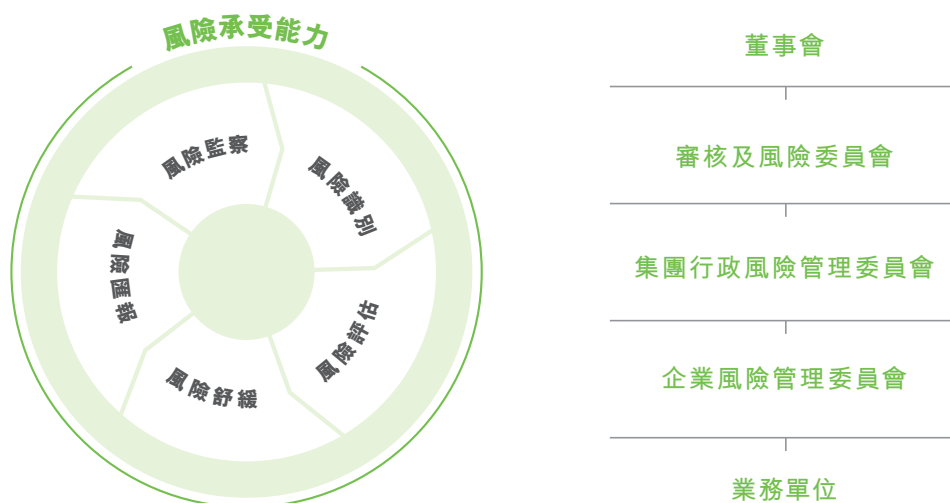 風險承受能力
風險監察
風險識別
風險評估
風險舒緩
風險匯報
董事會
審核及風險委員會
集團行政風險管理委員會
企業風險管理委員會
業務單位